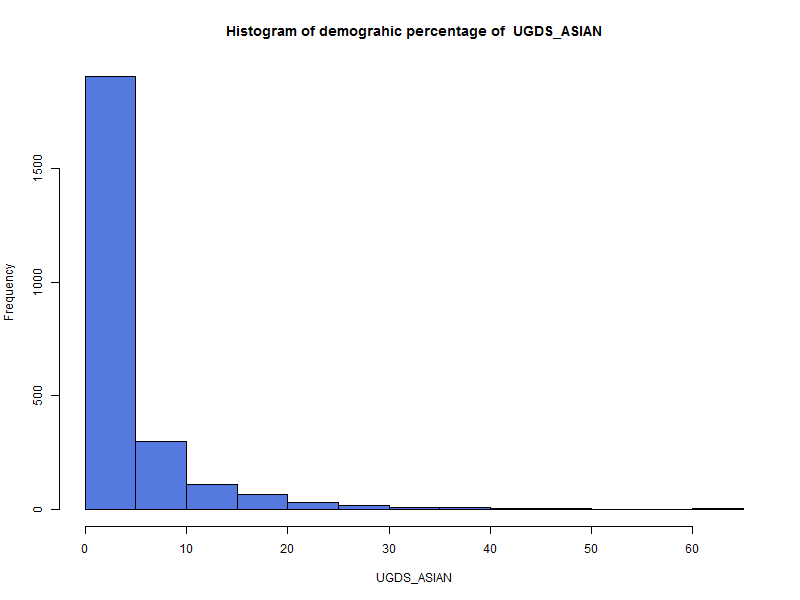 Histogram of demograhic percentage of  UGDS_ASIAN
Frequency
1500
1000
500
0
0 10 20 30 40 50 60
UGDS_ASIAN